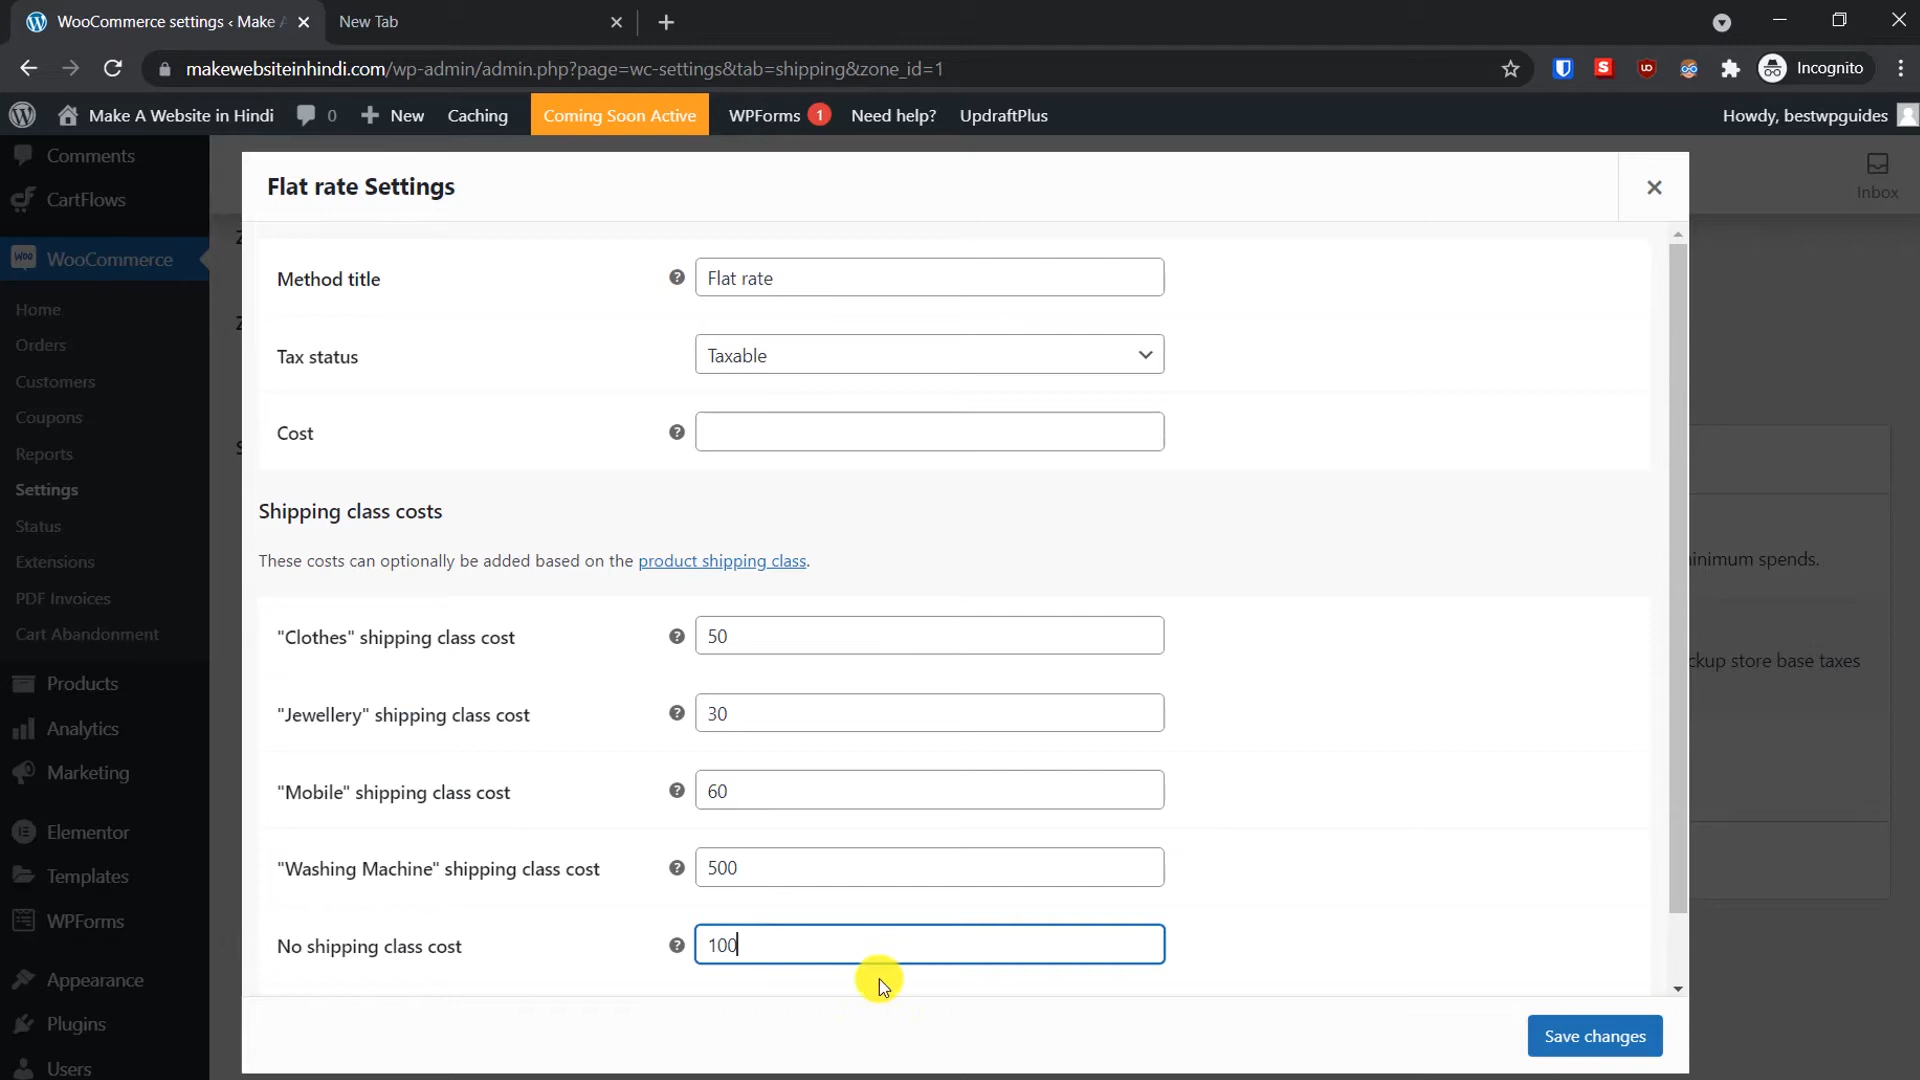 WooCommerce settings ‹ Make A
New Tab
makewebsiteinhindi.com/wp-admin/admin.php?page=wc-settings&tab=shipping&zone_id=1
Incognito
Make A Website in Hindi
0
New
Caching
Coming Soon Active
WPForms 1
Need help?
UpdraftPlus
Howdy, bestwpguides
Comments
CartFlows
WooCommerce
Home
Orders
Customers
Coupons
Reports
Settings
Status
Extensions
PDF Invoices
Cart Abandonment
Products
Analytics
Marketing
Elementor
Templates
WPForms
Appearance
Plugins
Users
Inbox
Flat rate Settings
Method title
Flat rate
Tax status
Taxable
Cost
Shipping class costs
These costs can optionally be added based on the product shipping class.
"Clothes" shipping class cost
50
"Jewellery" shipping class cost
30
"Mobile" shipping class cost
60
"Washing Machine" shipping class cost
500
No shipping class cost
100
Save changes
spends.
store base taxes